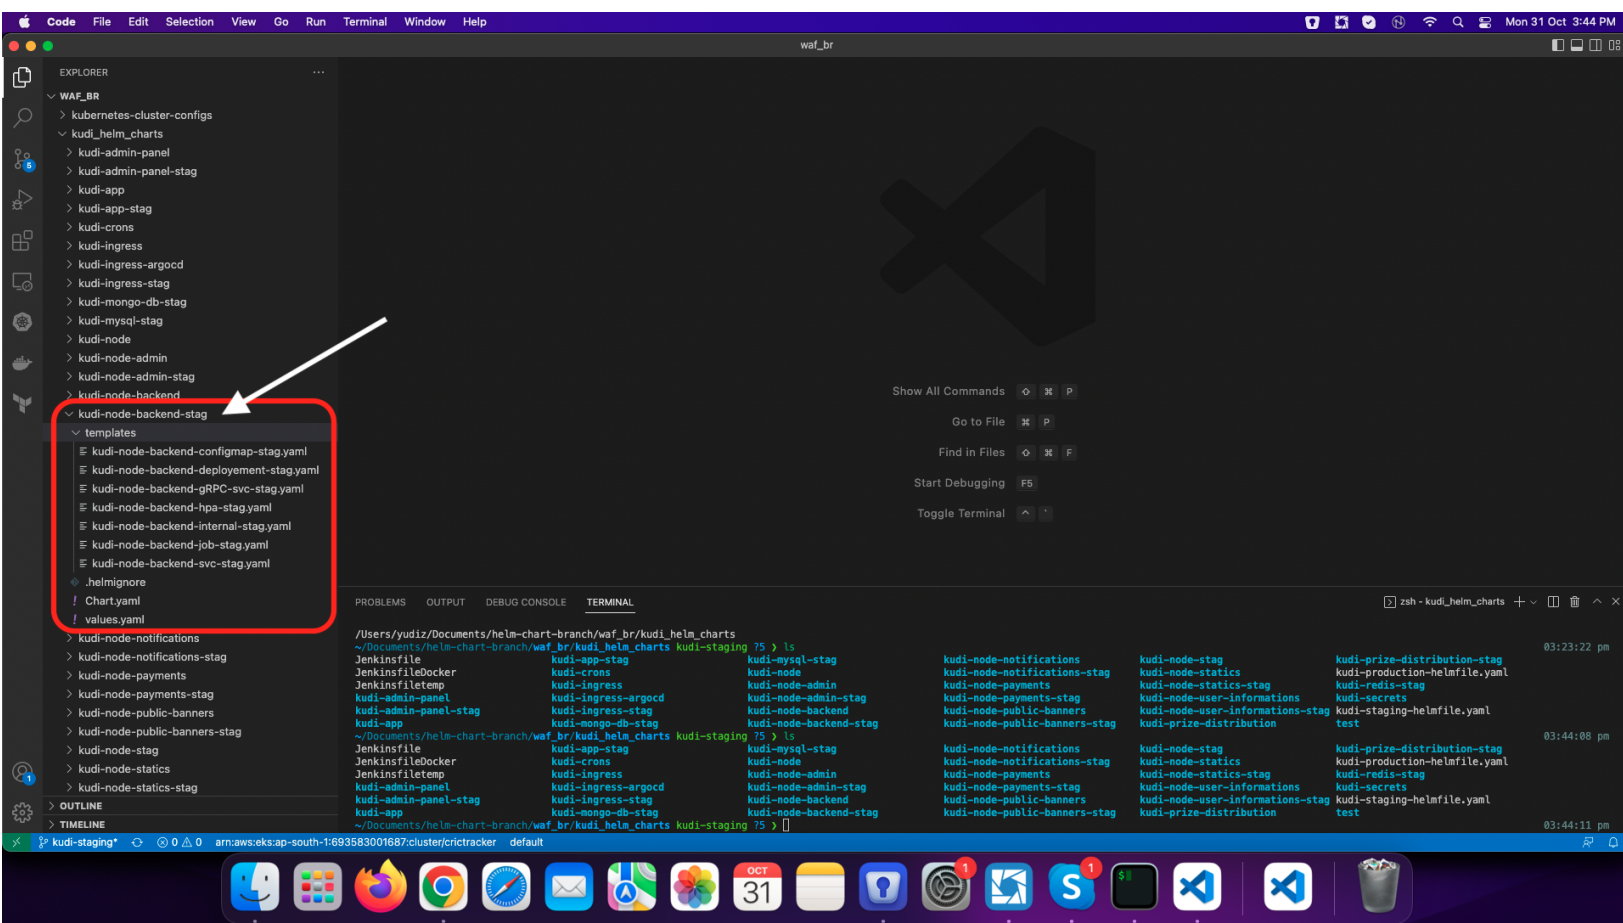 Code File Edit Selection View Go Run Terminal Window Help Mon 31 Oct 3:44 PM
waf_br
EXPLORER ...
WAF_BR
kubernetes-cluster-configs
kudi_helm_charts
kudi-admin-panel
kudi-admin-panel-stag
kudi-app
kudi-app-stag
kudi-crons
kudi-ingress
kudi-ingress-argocd
kudi-ingress-stag
kudi-mongo-db-stag
kudi-mysql-stag
kudi-node
kudi-node-admin
kudi-node-admin-stag
kudi-node-backend
kudi-node-backend-stag
templates
kudi-node-backend-configmap-stag.yaml
kudi-node-backend-deployement-stag.yaml
kudi-node-backend-gRPC-svc-stag.yaml
kudi-node-backend-hpa-stag.yaml
kudi-node-backend-internal-stag.yaml
kudi-node-backend-job-stag.yaml
kudi-node-backend-svc-stag.yaml
.helmignore
! Chart.yaml
! values.yaml
kudi-node-notifications
kudi-node-notifications-stag
kudi-node-payments
kudi-node-payments-stag
kudi-node-public-banners
kudi-node-public-banners-stag
kudi-node-stag
kudi-node-statics
kudi-node-statics-stag
OUTLINE
TIMELINE
5
1
Show All Commands ⇧ ⌘ P
Go to File ⌘ P
Find in Files ⇧ ⌘ F
Start Debugging F5
Toggle Terminal ^ `
PROBLEMS OUTPUT DEBUG CONSOLE TERMINAL zsh - kudi_helm_charts
/Users/yudiz/Documents/helm-chart-branch/waf_br/kudi_helm_charts
~/Documents/helm-chart-branch/waf_br/kudi_helm_charts kudi-staging ?5 ❯ ls 03:23:22 pm
Jenkinsfile kudi-app-stag kudi-mysql-stag kudi-node-notifications kudi-node-stag kudi-prize-distribution-stag
JenkinsfileDocker kudi-crons kudi-node kudi-node-notifications-stag kudi-node-statics kudi-production-helmfile.yaml
Jenkinsfiletemp kudi-ingress kudi-node-admin kudi-node-payments kudi-node-statics-stag kudi-redis-stag
kudi-admin-panel kudi-ingress-argocd kudi-node-admin-stag kudi-node-payments-stag kudi-node-user-informations kudi-secrets
kudi-admin-panel-stag kudi-ingress-stag kudi-node-backend kudi-node-public-banners kudi-node-user-informations-stag kudi-staging-helmfile.yaml
kudi-app kudi-mongo-db-stag kudi-node-backend-stag kudi-node-public-banners-stag kudi-prize-distribution test
~/Documents/helm-chart-branch/waf_br/kudi_helm_charts kudi-staging ?5 ❯ ls 03:44:08 pm
Jenkinsfile kudi-app-stag kudi-mysql-stag kudi-node-notifications kudi-node-stag kudi-prize-distribution-stag
JenkinsfileDocker kudi-crons kudi-node kudi-node-notifications-stag kudi-node-statics kudi-production-helmfile.yaml
Jenkinsfiletemp kudi-ingress kudi-node-admin kudi-node-payments kudi-node-statics-stag kudi-redis-stag
kudi-admin-panel kudi-ingress-argocd kudi-node-admin-stag kudi-node-payments-stag kudi-node-user-informations kudi-secrets
kudi-admin-panel-stag kudi-ingress-stag kudi-node-backend kudi-node-public-banners kudi-node-user-informations-stag kudi-staging-helmfile.yaml
kudi-app kudi-mongo-db-stag kudi-node-backend-stag kudi-node-public-banners-stag kudi-prize-distribution test
~/Documents/helm-chart-branch/waf_br/kudi_helm_charts kudi-staging ?5 ❯ 03:44:11 pm
kudi-staging* 0 0 arn:aws:eks:ap-south-1:693583001687:cluster/crictracker default
OCT
31
1
S 1
$